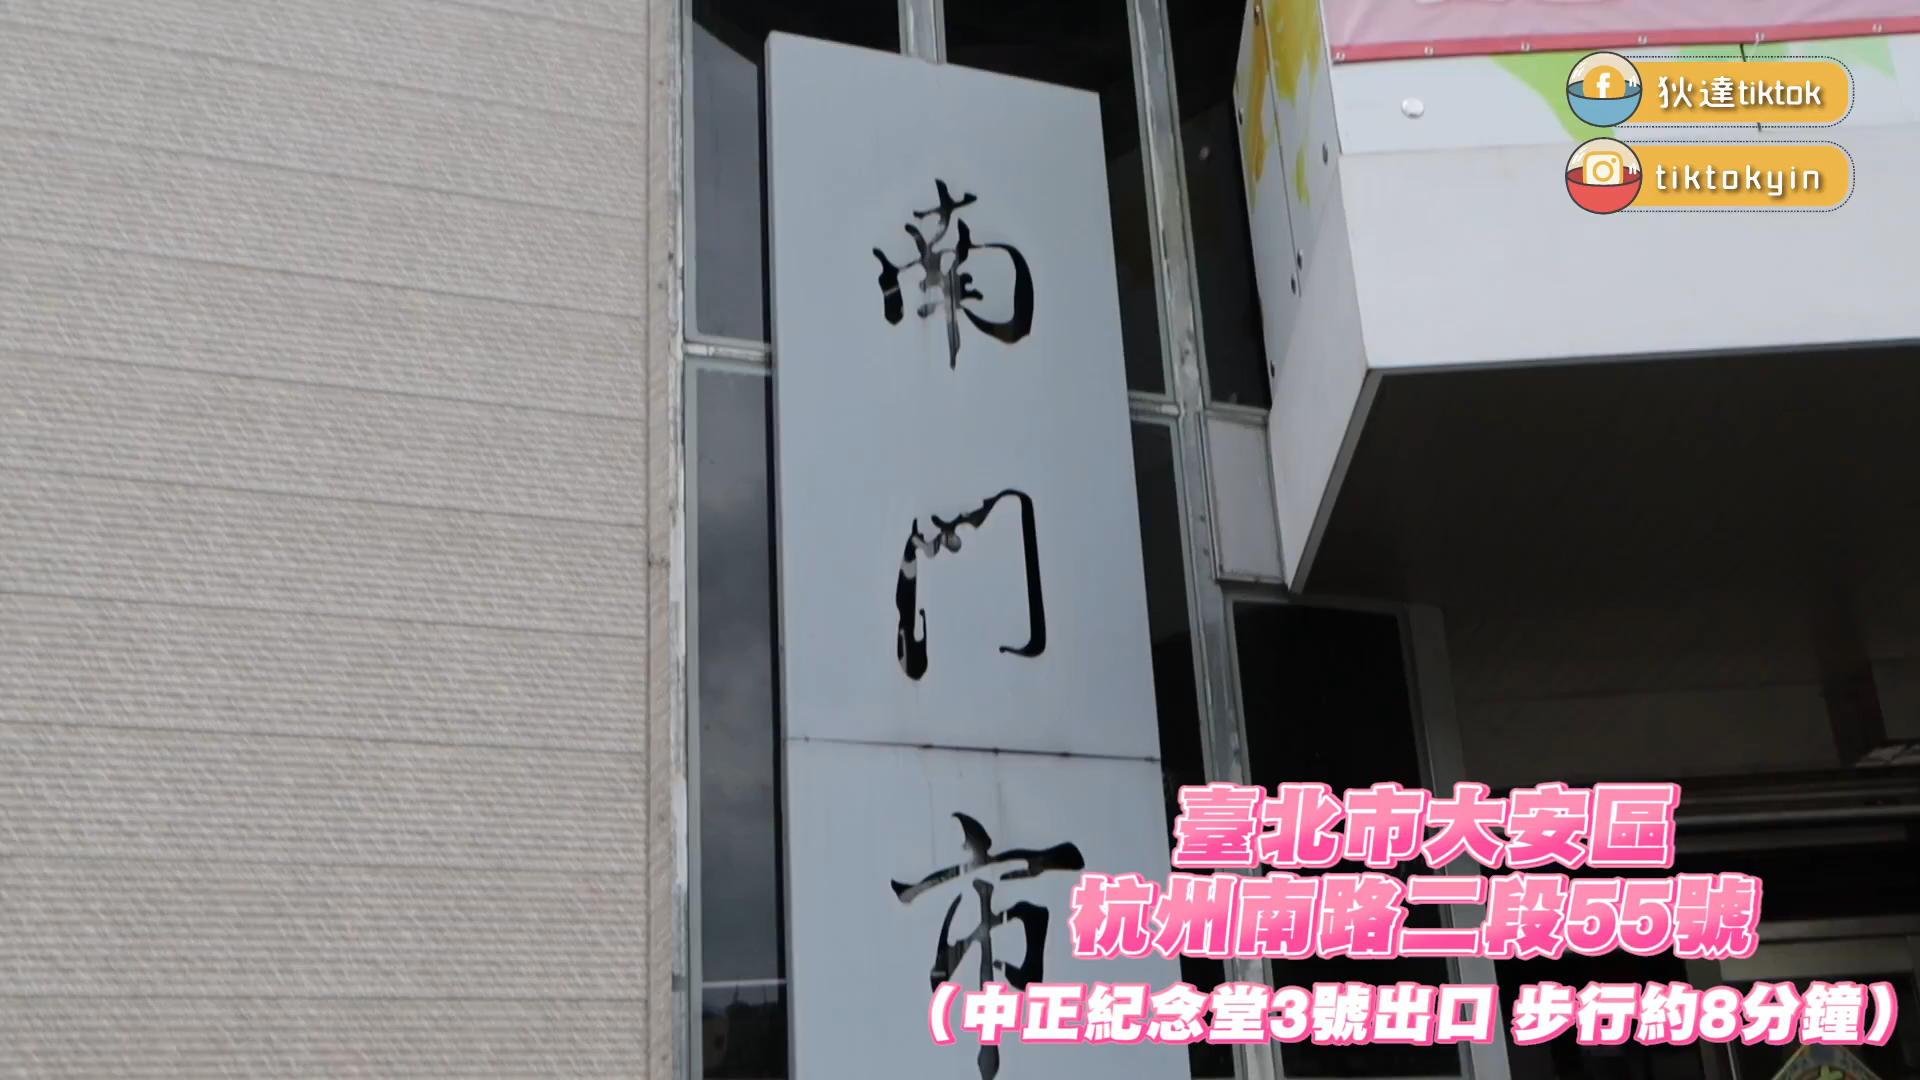 狄達tiktok
tiktokyin
南門市
臺北市大安區
杭州南路二段55號
（中正紀念堂3號出口 步行約8分鐘）